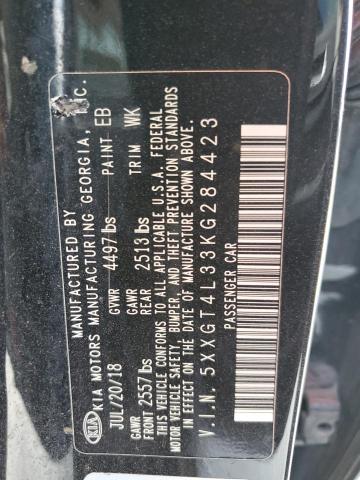 KIA
MANUFACTURED BY
KIA MOTORS MANUFACTURING GEORGIA, INC.
JUL/20/18 GVWR 4497 lbs PAINT EB
GAWR FRONT 2557 lbs GAWR REAR 2513 lbs TRIM WK
THIS VEHICLE CONFORMS TO ALL APPLICABLE U.S.A. FEDERAL
MOTOR VEHICLE SAFETY, BUMPER, AND THEFT PREVENTION STANDARDS
IN EFFECT ON THE DATE OF MANUFACTURE SHOWN ABOVE.
V.I.N. 5XXGT4L33KG284423
PASSENGER CAR